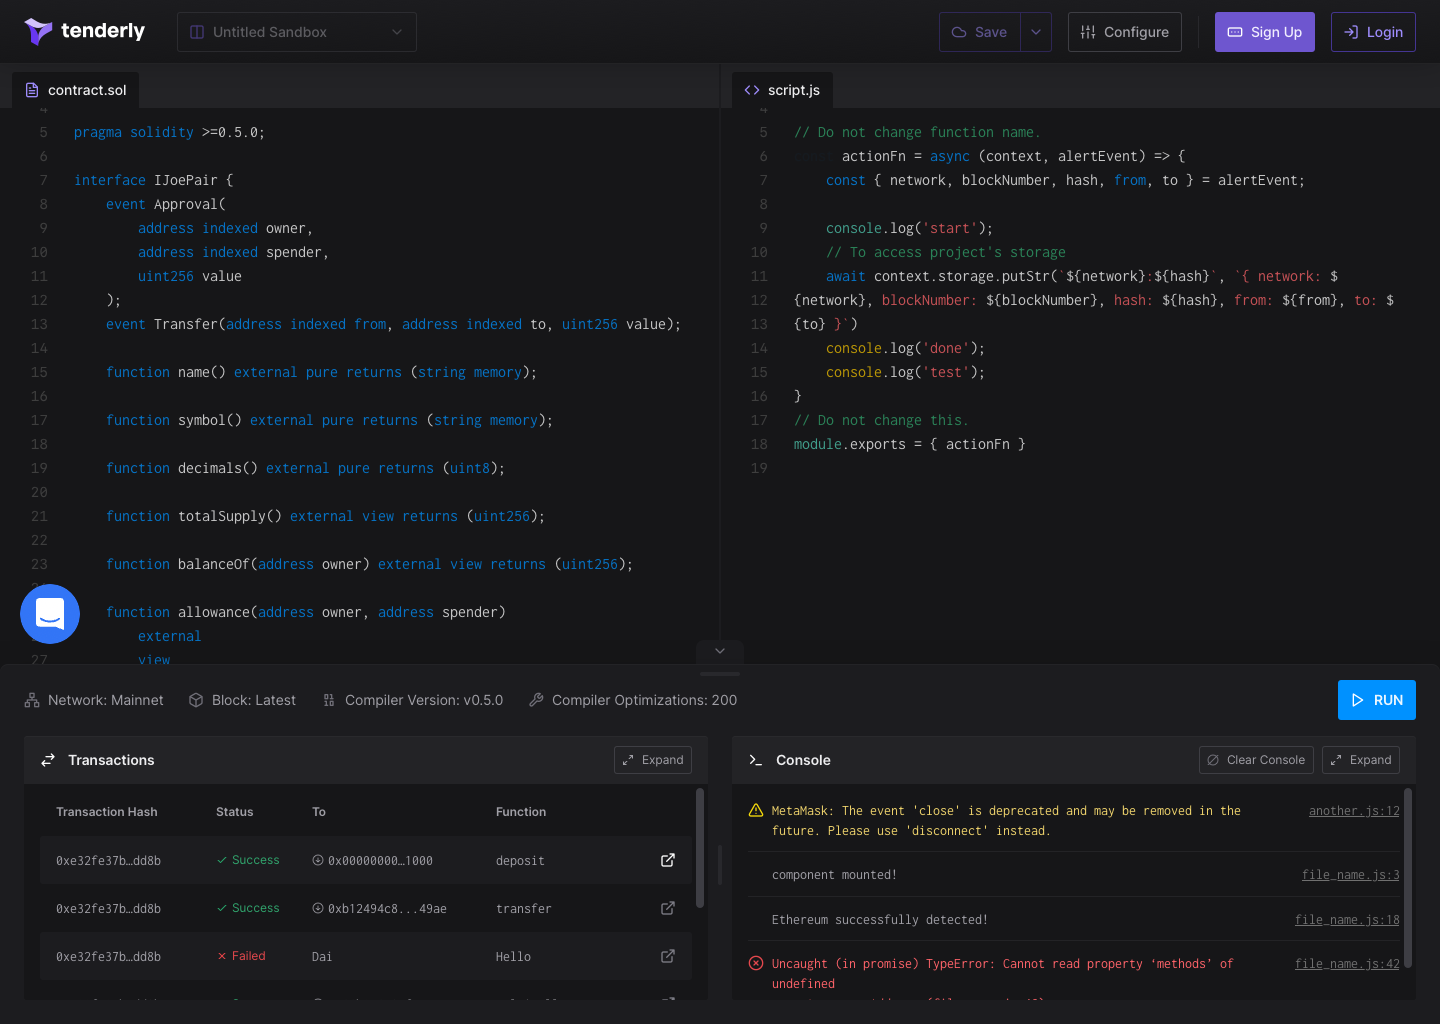 tenderly
Untitled Sandbox
Save
Configure
Sign Up
Login
contract.sol
4
5 pragma solidity >=0.5.0;
6
7 interface IJoePair {
8 event Approval(
9 address indexed owner,
10 address indexed spender,
11 uint256 value
12 );
13 event Transfer(address indexed from, address indexed to, uint256 value);
14
15 function name() external pure returns (string memory);
16
17 function symbol() external pure returns (string memory);
18
19 function decimals() external pure returns (uint8);
20
21 function totalSupply() external view returns (uint256);
22
23 function balanceOf(address owner) external view returns (uint256);
function allowance(address owner, address spender)
external
27 view
script.js
4
5 // Do not change function name.
6 actionFn = async (context, alertEvent) => {
7 const { network, blockNumber, hash, from, to } = alertEvent;
8
9 console.log('start');
10 // To access project's storage
11 await context.storage.putStr(`${network}:${hash}`, `{ network: $
12 {network}, blockNumber: ${blockNumber}, hash: ${hash}, from: ${from}, to: $
13 {to} }`)
14 console.log('done');
15 console.log('test');
16 }
17 // Do not change this.
18 module.exports = { actionFn }
19
Network: Mainnet
Block: Latest
Compiler Version: v0.5.0
Compiler Optimizations: 200
RUN
Transactions
Expand
Transaction Hash Status To Function
0xe32fe37b…dd8b Success 0x00000000…1000 deposit
0xe32fe37b…dd8b Success 0xb12494c8...49ae transfer
0xe32fe37b…dd8b Failed Dai Hello
Console
Clear Console
Expand
MetaMask: The event 'close' is deprecated and may be removed in the another.js:12
future. Please use 'disconnect' instead.
component mounted! file_name.js:3
Ethereum successfully detected! file_name.js:18
Uncaught (in promise) TypeError: Cannot read property ‘methods’ of file_name.js:42
undefined